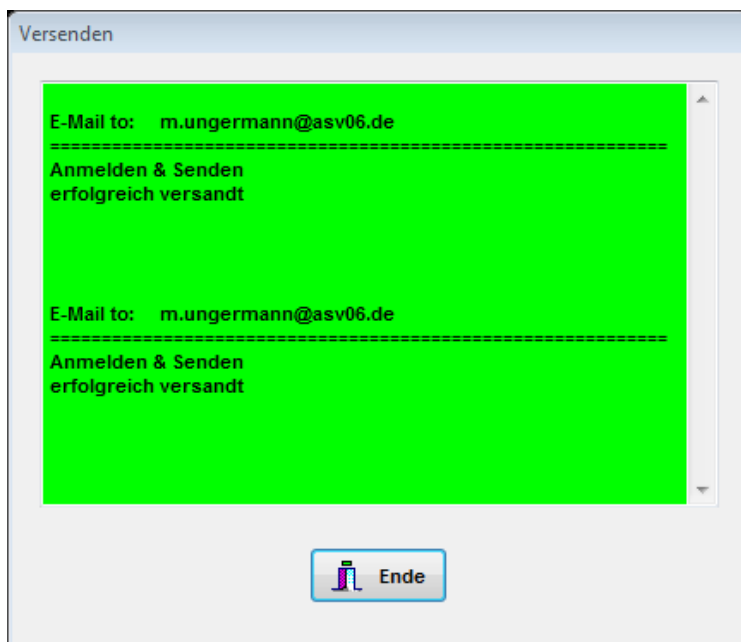 Versenden
E-Mail to: m.ungermann@asv06.de
============================================================
Anmelden & Senden
erfolgreich versandt
E-Mail to: m.ungermann@asv06.de
============================================================
Anmelden & Senden
erfolgreich versandt
Ende